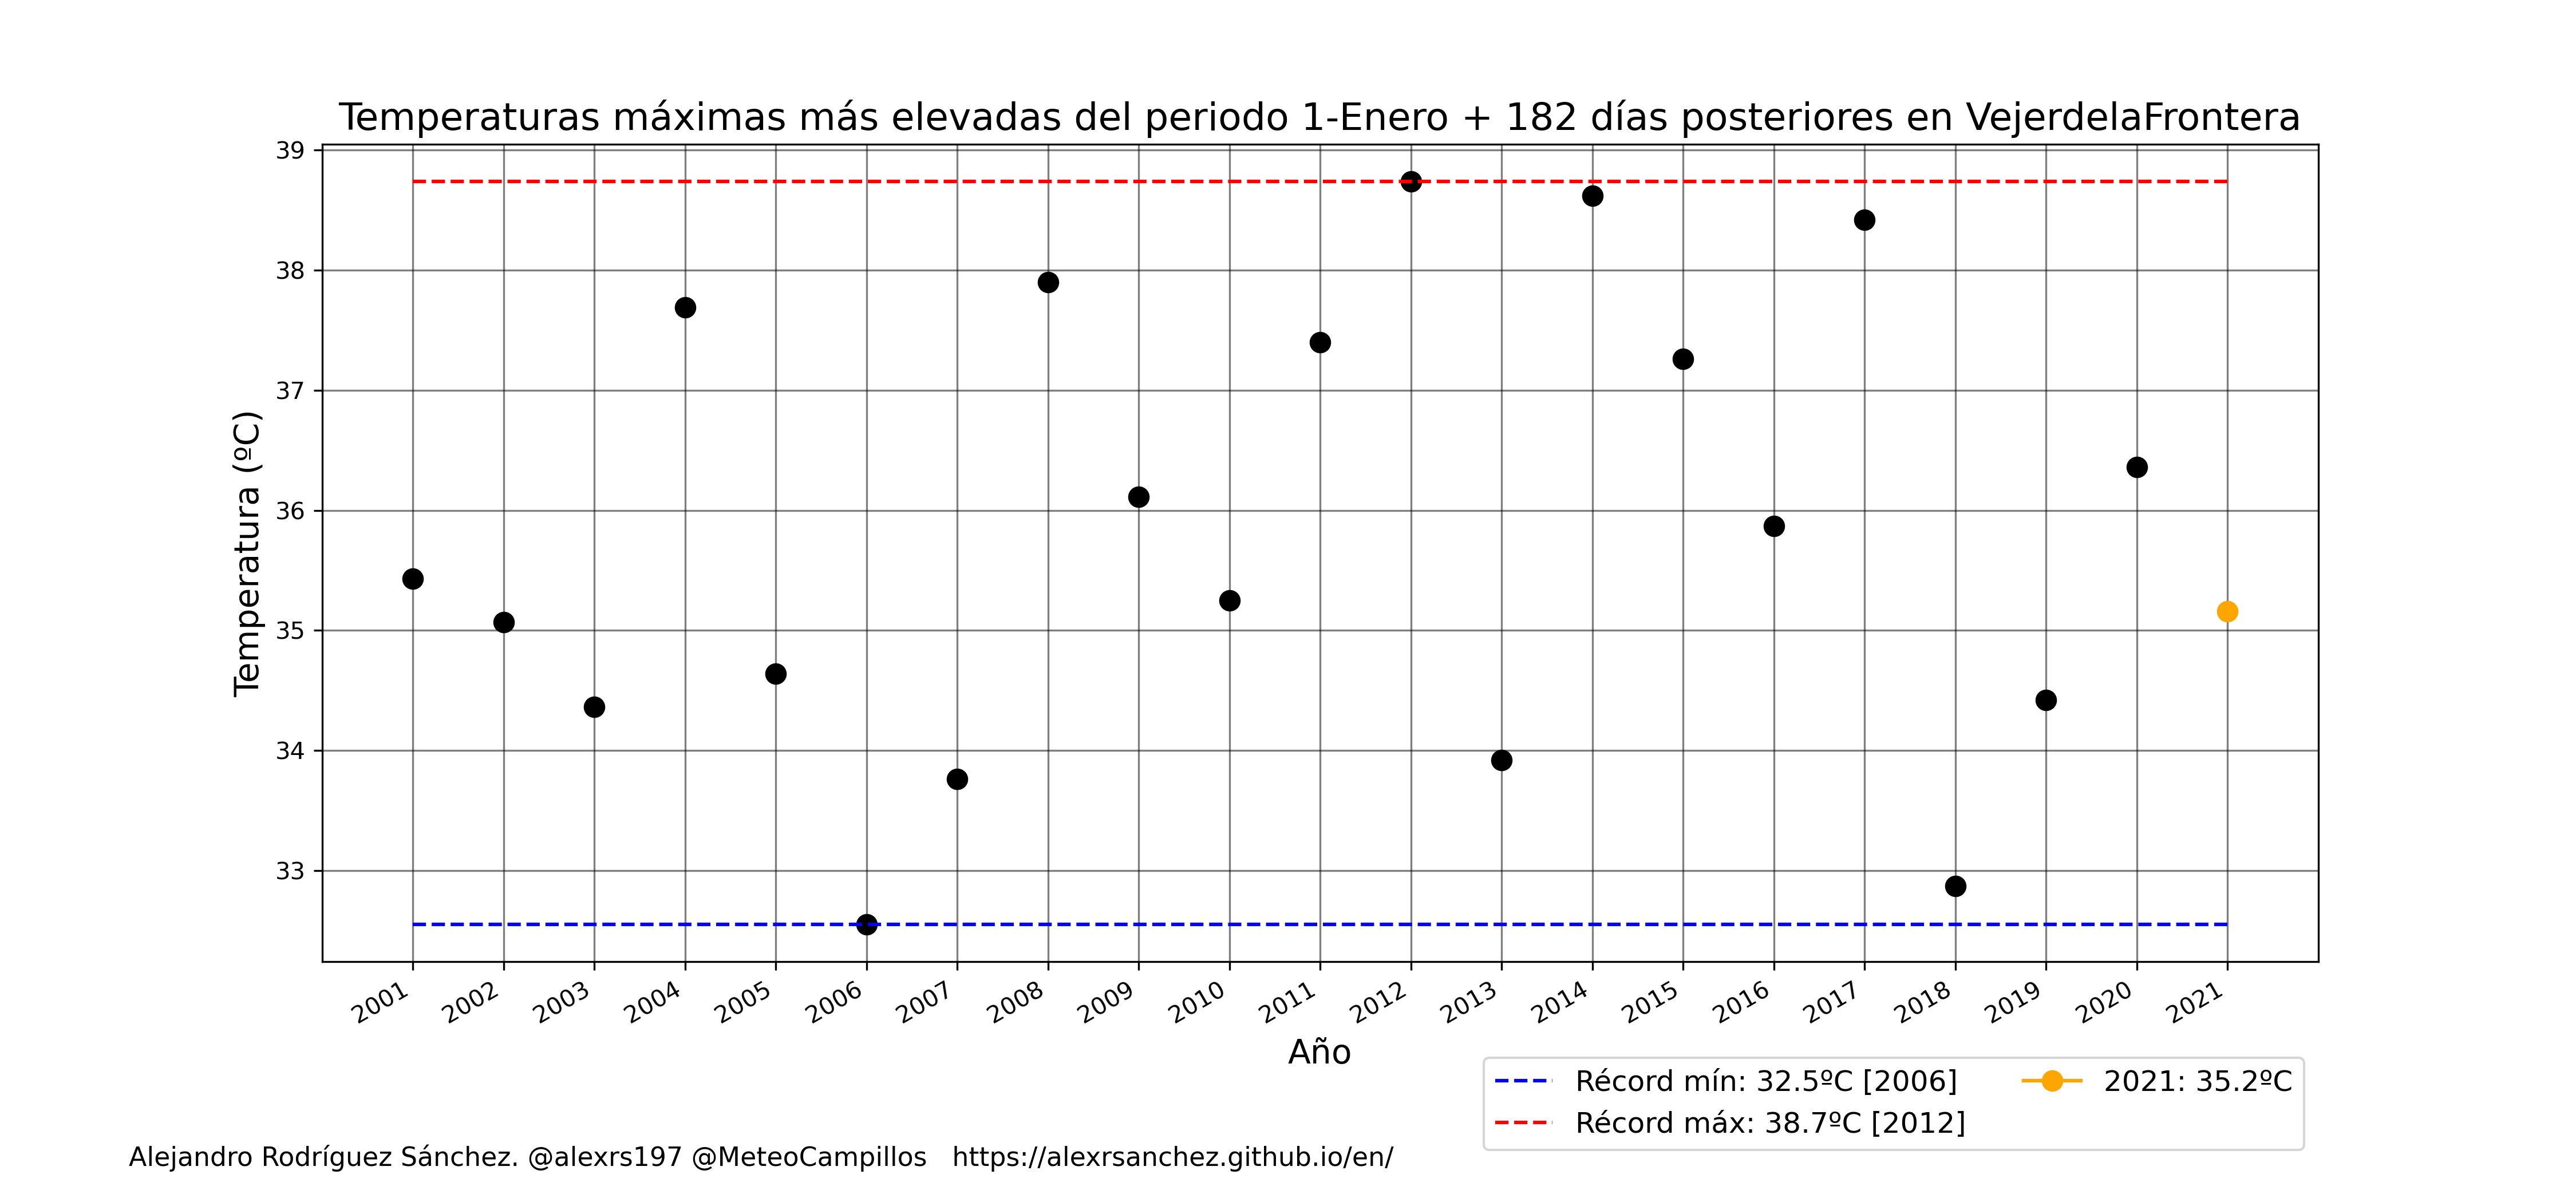 Temperaturas máximas más elevadas del periodo 1-Enero + 182 días posteriores en VejerdelaFrontera
39
38
37
36
35
34
33
Temperatura (ºC)
2001 2002 2003 2004 2005 2006 2007 2008 2009 2010 2011 2012 2013 2014 2015 2016 2017 2018 2019 2020 2021
Año
Récord mín: 32.5ºC [2006]
Récord máx: 38.7ºC [2012]
2021: 35.2ºC
Alejandro Rodríguez Sánchez. @alexrs197 @MeteoCampillos https://alexrsanchez.github.io/en/